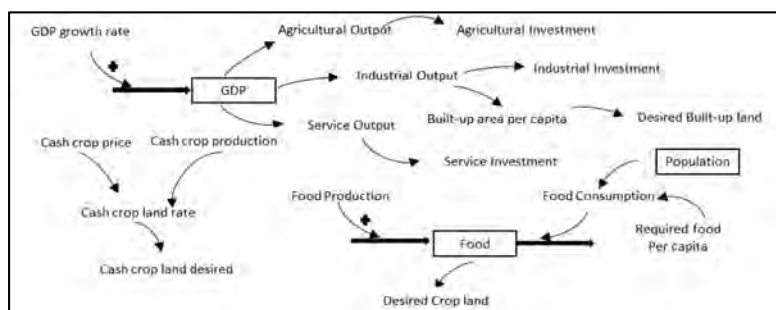 GDP growth rate
Agricultural Output
Agricultural Investment
+
GDP
Industrial Output
Industrial Investment
Built-up area per capita
Desired Built-up land
Cash crop price
Cash crop production
Service Output
Service Investment
Population
Cash crop land rate
Food Production
Food Consumption
+
Food
Required food
Per capita
Cash crop land desired
Desired Crop land